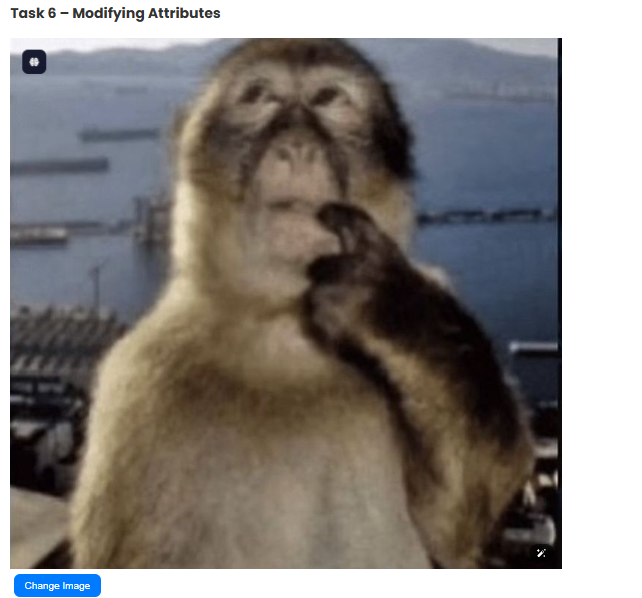 Task 6 – Modifying Attributes
Change Image